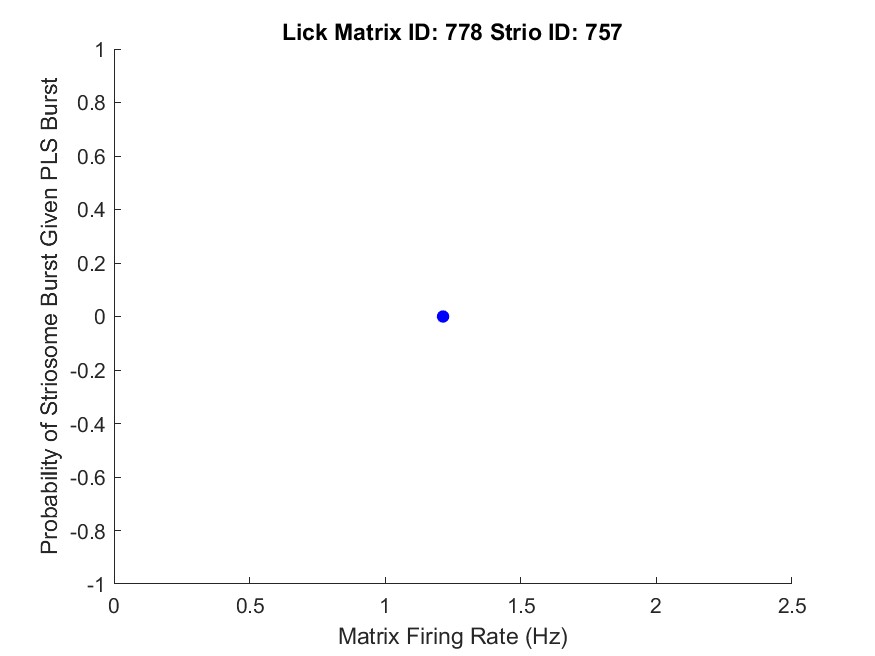 Lick Matrix ID: 778 Strio ID: 757
Probability of Striosome Burst Given PLS Burst
1
0.8
0.6
0.4
0.2
0
-0.2
-0.4
-0.6
-0.8
-1
0 0.5 1 1.5 2 2.5
Matrix Firing Rate (Hz)